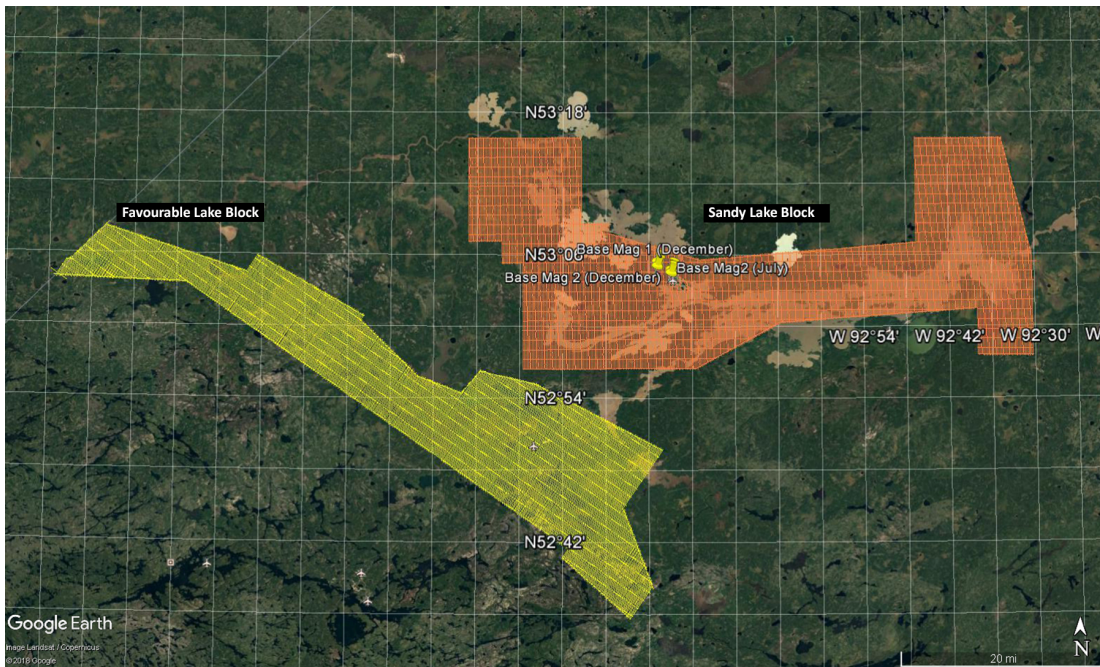 N53°18'
Favourable Lake Block
Sandy Lake Block
N53°06'
Base Mag 1 (December)
Base Mag2 (July)
Base Mag 2 (December)
W 92°54'
W 92°42'
W 92°30'
W
N52°54'
N52°42'
Google Earth
Image Landsat / Copernicus
© 2018 Google
20 mi
N